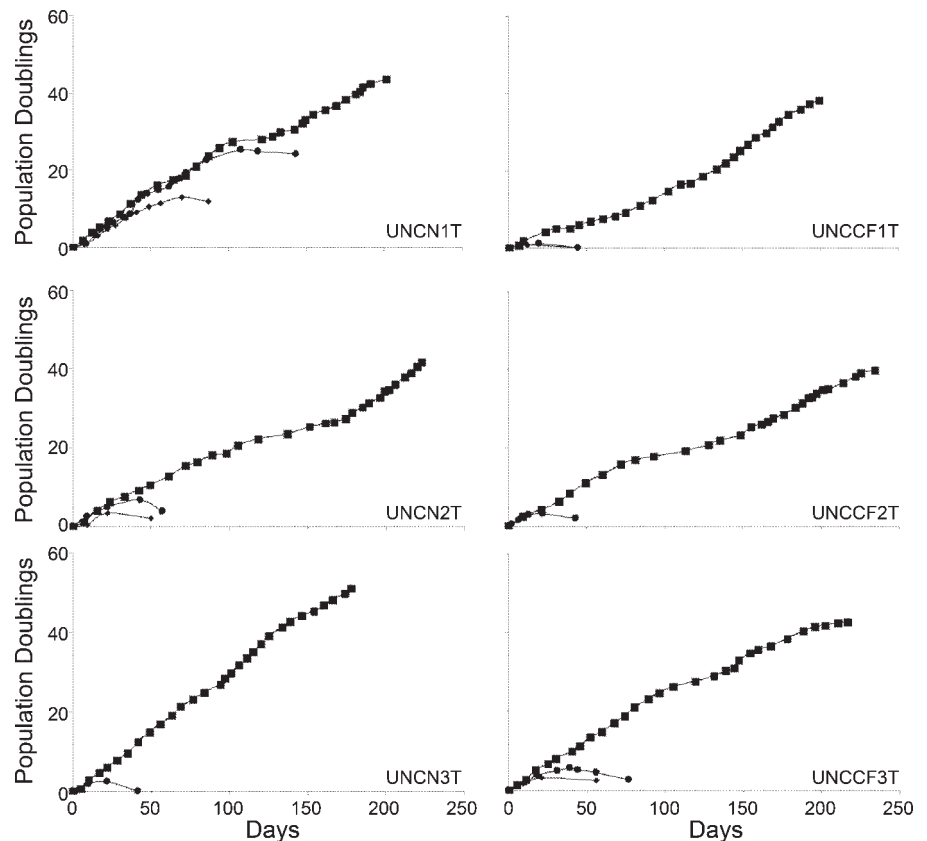 60
40
20
0
Population Doublings
UNCN1T
UNCCF1T
60
40
20
0
Population Doublings
UNCN2T
UNCCF2T
60
40
20
0
Population Doublings
UNCN3T
UNCCF3T
0 50 100 150 200 250
0 50 100 150 200 250
Days
Days